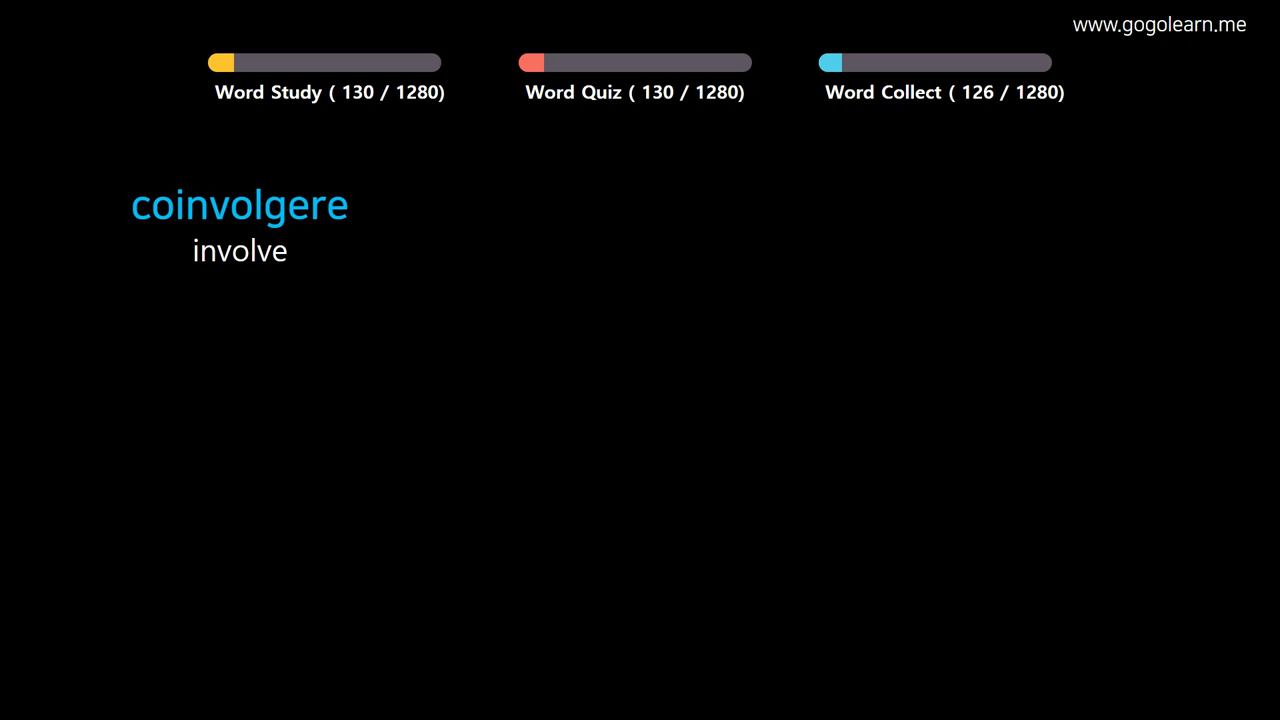 www.gogolearn.me
Word Study ( 130 / 1280)
Word Quiz ( 130 / 1280)
Word Collect ( 126 / 1280)
coinvolgere
involve